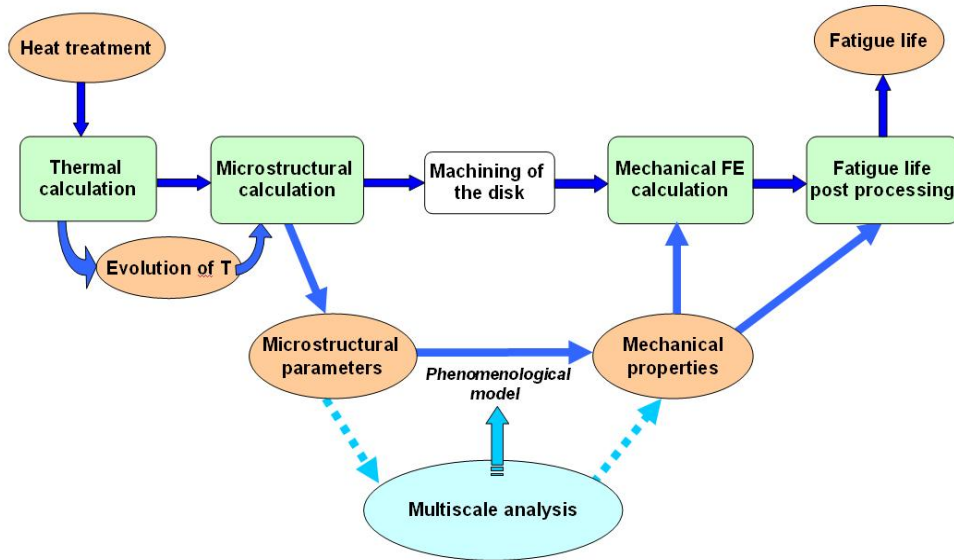 Heat treatment
Fatigue life
Thermal
calculation
Microstructural
calculation
Machining of
the disk
Mechanical FE
calculation
Fatigue life
post processing
Evolution of T
Microstructural
parameters
Phenomenological
model
Mechanical
properties
Multiscale analysis